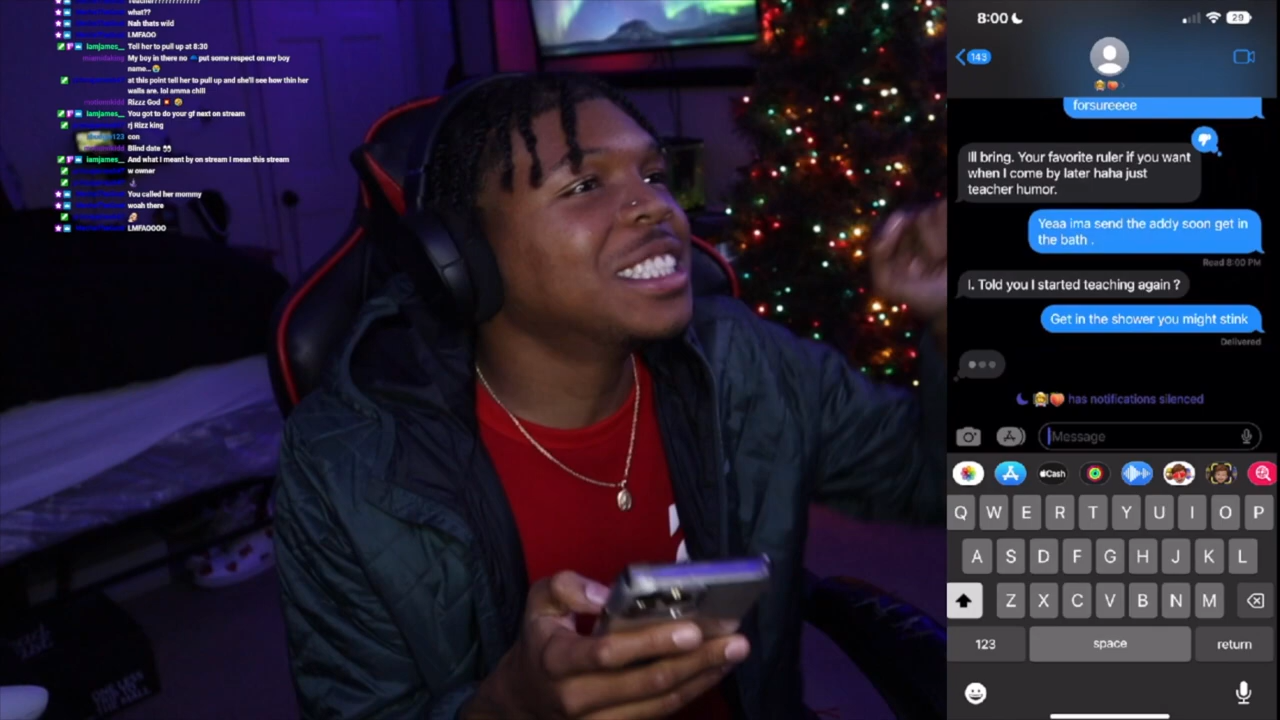 what??
Nah thats wild
LMFAOO
Iamjames__ Tell her to pull up at 8:30
My boy in there no put some respect on my boy
name...
at this point tell her to pull up and she'll see how thin her
walls are. lol amma chill
Rizzz God
Iamjames__ You got to do your gf next on stream
rj Rizz king
con
Blind date
Iamjames__ And what I meant by on stream I mean this stream
w owner
You called her mommy
woah there
LMFAOOOO
8:00
29
143
forsureeee
Ill bring. Your favorite ruler if you want
when I come by later haha just
teacher humor.
Yeaa ima send the addy soon get in
the bath .
Read 8:00 PM
I. Told you I started teaching again ?
Get in the shower you might stink
Delivered
has notifications silenced
Message
Cash
Q W E R T Y U I O P
A S D F G H J K L
Z X C V B N M
123 space return